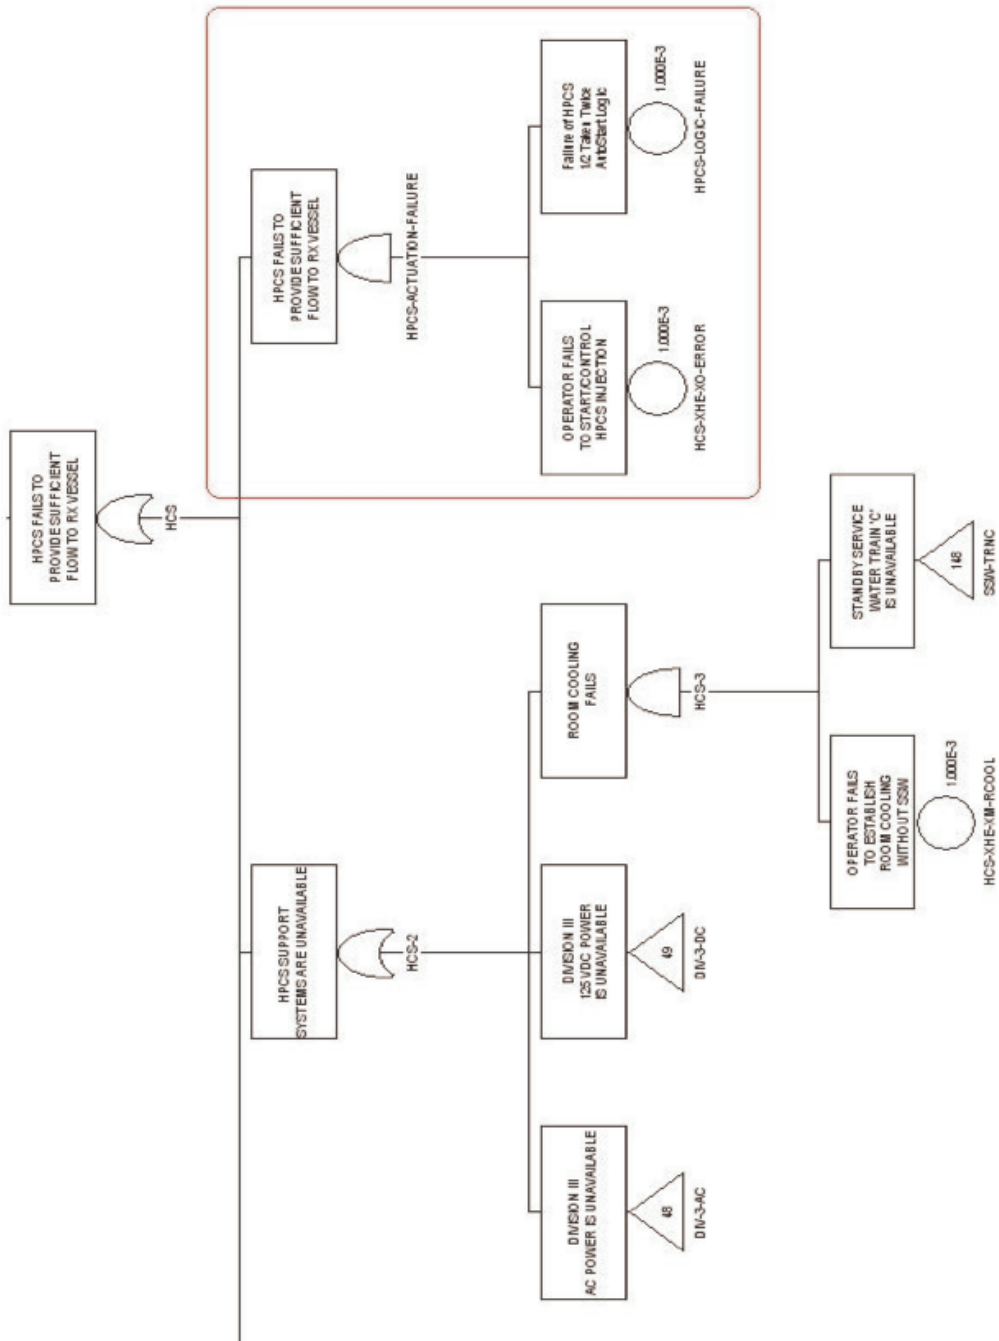 HPCS FAILS TO
PROVIDE SUFFICIENT
FLOW TO RX VESSEL
HCS
HPCS SUPPORT
SYSTEMS ARE UNAVAILABLE
HCS-2
HPCS FAILS TO
PROVIDE SUFFICIENT
FLOW TO RX VESSEL
HPCS-ACTUATION-FAILURE
DIVISION III
AC POWER IS UNAVAILABLE
48
DIV-3-AC
DIVISION III
125 VDC POWER
IS UNAVAILABLE
49
DIV-3-DC
ROOM COOLING
FAILS
HCS-3
OPERATOR FAILS
TO START/CONTROL
HPCS INJECTION
1.000E-3
HCS-XHE-XO-ERROR
Failure of HPCS
1/2 Taken Twice
AutoStart Logic
1.000E-3
HPCS-LOGIC-FAILURE
OPERATOR FAILS
TO ESTABLISH
ROOM COOLING
WITHOUT SSW
1.000E-3
HCS-XHE-XM-RCOOL
STANDBY SERVICE
WATER TRAIN 'C'
IS UNAVAILABLE
148
SSW-TRNC